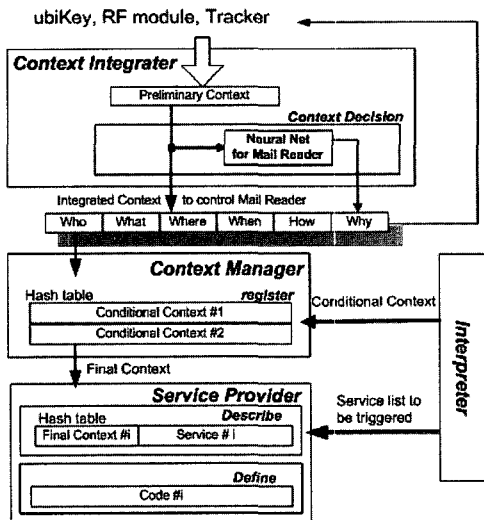 ubiKey, RF module, Tracker
Context Integrater
Preliminary Context
Context Decision
Neural Net
for Mail Reader
Integrated Context to control Mail Reader
Who What Where When How Why
Context Manager
Hash table register
Conditional Context #1
Conditional Context #2
Conditional Context
Interpreter
Final Context
Service Provider
Hash table Describe
Final Context #i Service # i
Service list to
be triggered
Define
Code #i